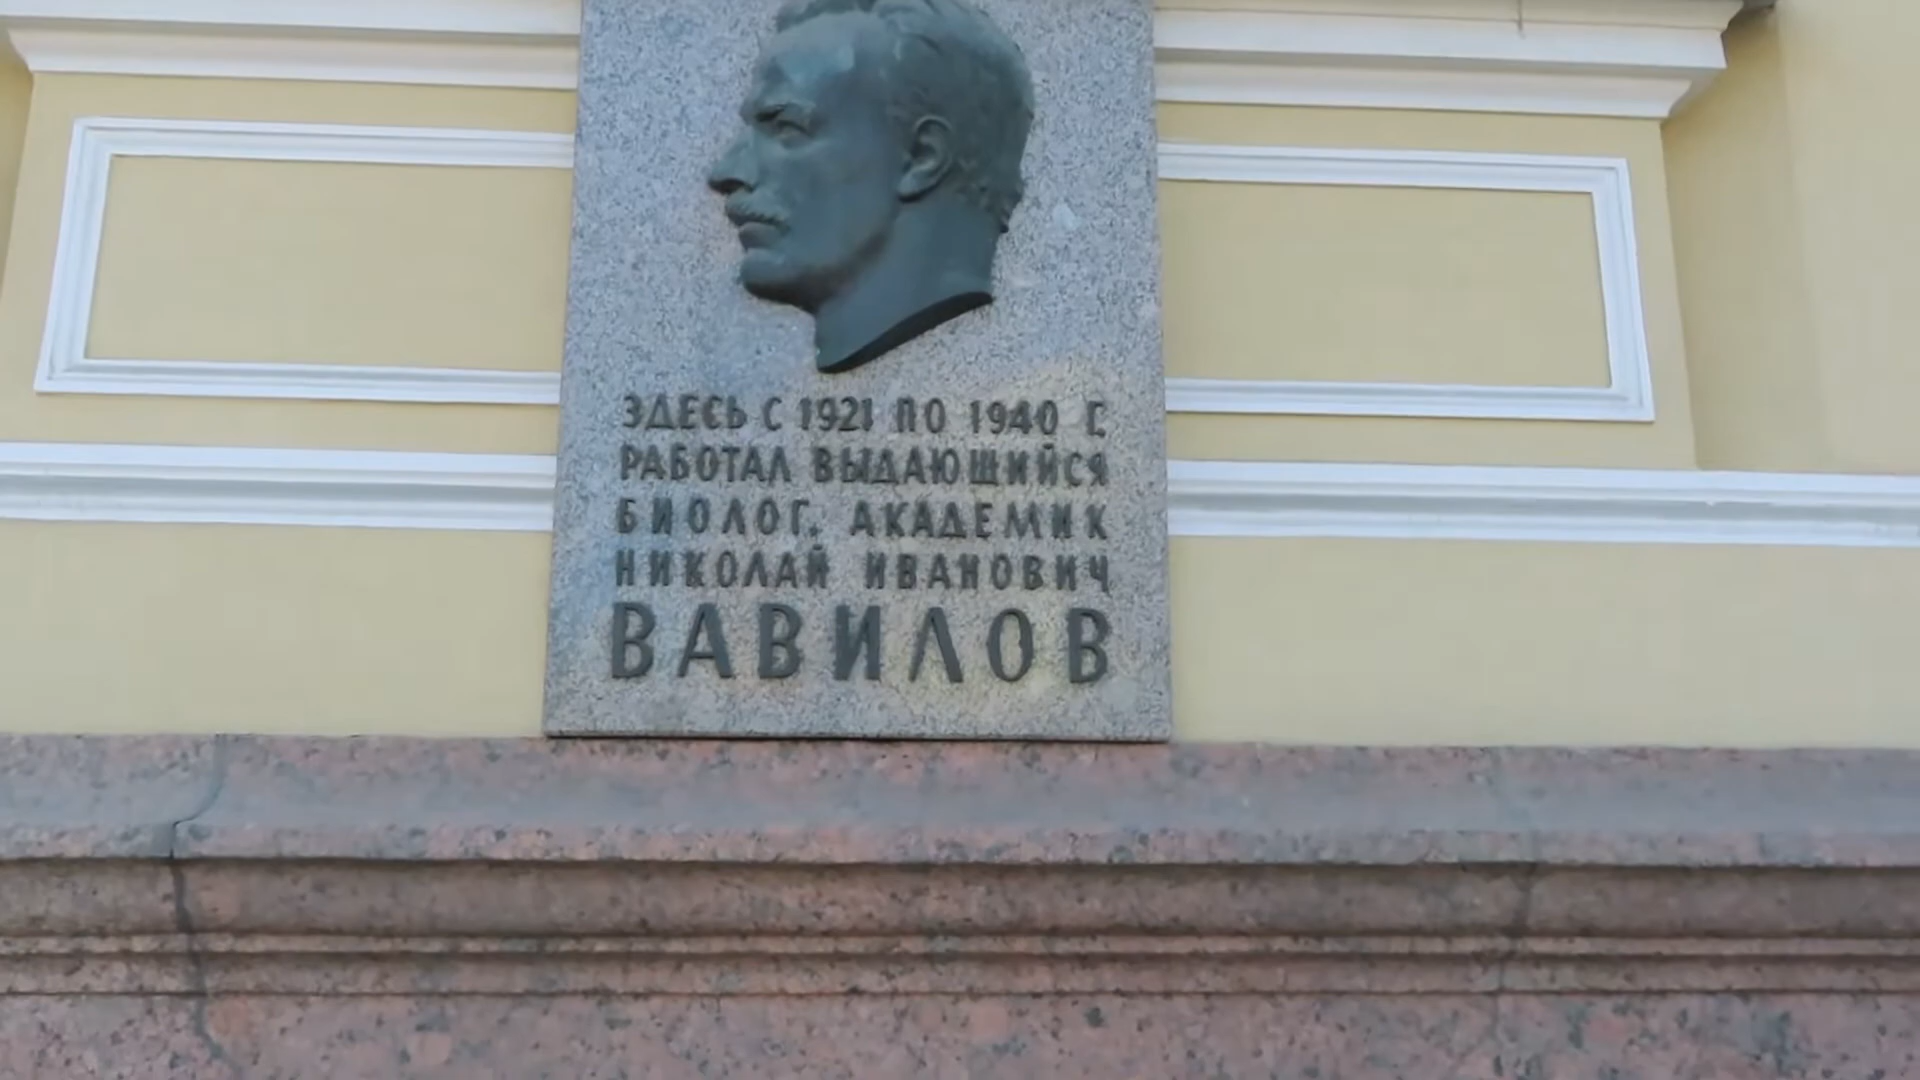 ЗДЕСЬ С 1921 ПО 1940 Г.
РАБОТАЛ ВЫДАЮЩИЙСЯ
БИОЛОГ, АКАДЕМИК
НИКОЛАЙ ИВАНОВИЧ
ВАВИЛОВ